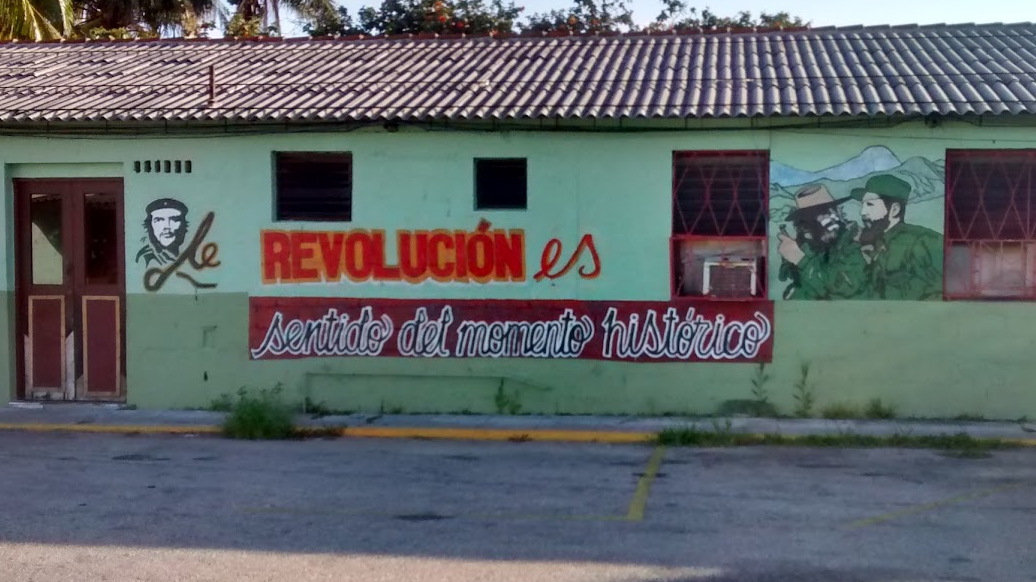 REVOLUCIÓN es
sentido del momento histórico